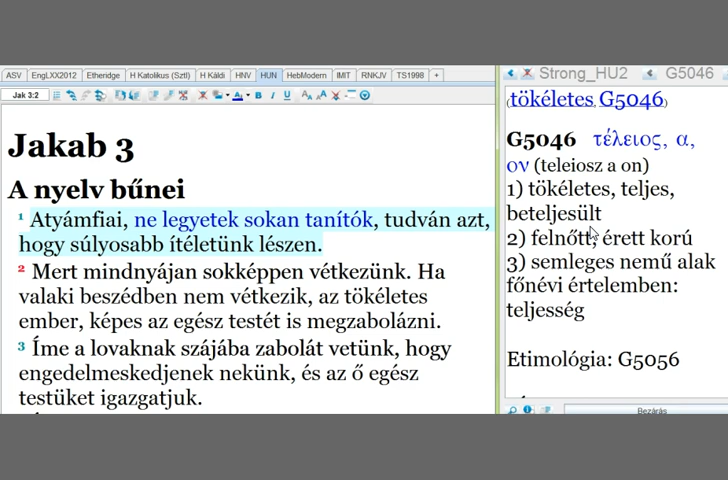 ASV EngLXX2012 Etheridge H Katolikus (Sztl) H Káldi HNV HUN HebModern IMIT RNKJV TS1998 +
Jak 3:2
Jakab 3
A nyelv bűnei
1 Atyámfiai, ne legyetek sokan tanítók, tudván azt,
hogy súlyosabb ítéletünk lészen.
2 Mert mindnyájan sokképpen vétkezünk. Ha
valaki beszédben nem vétkezik, az tökéletes
ember, képes az egész testét is megzabolázni.
3 Íme a lovaknak szájába zabolát vetünk, hogy
engedelmeskedjenek nekünk, és az ő egész
testüket igazgatjuk.
Strong_HU2 G5046
(tökéletes, G5046)
G5046 τέλειος, α,
ον (teleiosz a on)
1) tökéletes, teljes,
beteljesült
2) felnőtt, érett korú
3) semleges nemű alak
főnévi értelemben:
teljesség
Etimológia: G5056
Bezárás